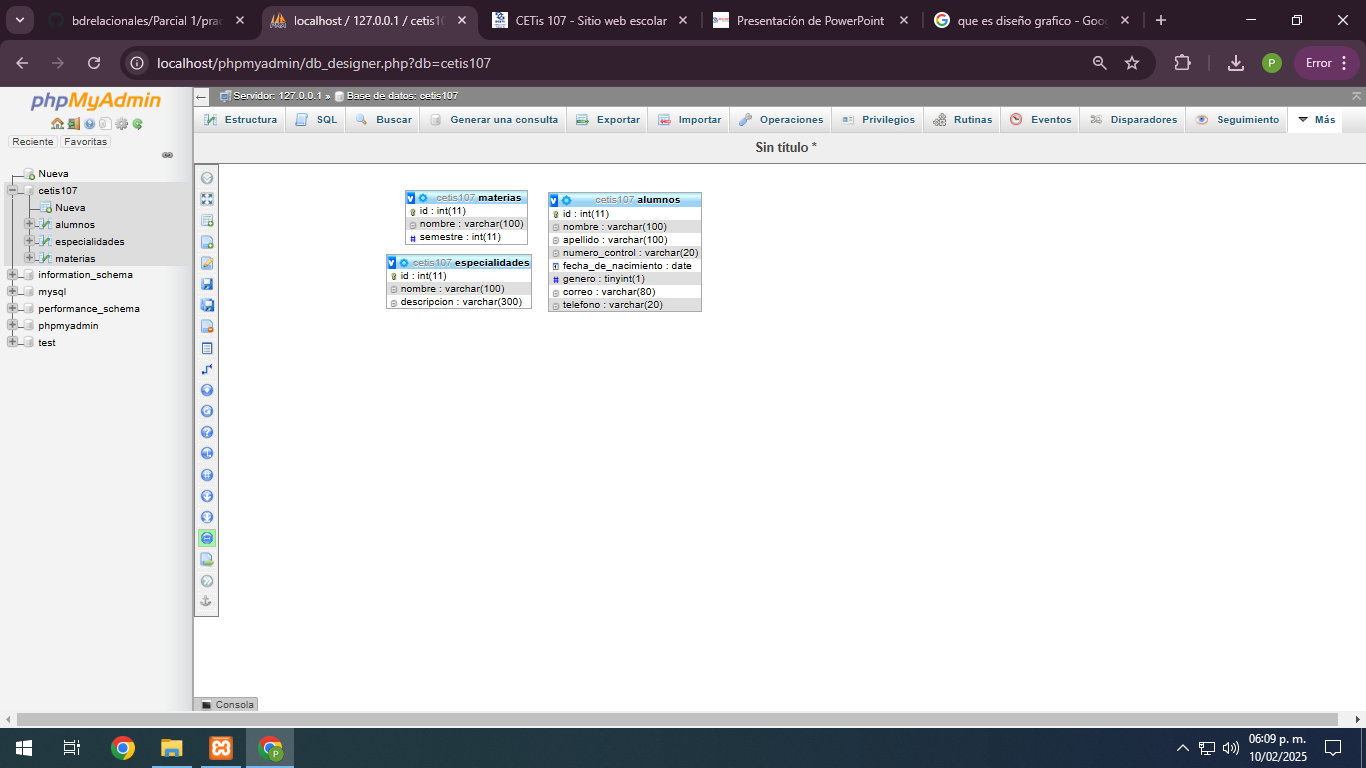 bdrelacionales/Parcial 1/prac
localhost / 127.0.0.1 / cetis10
CETis 107 - Sitio web escolar
Presentación de PowerPoint
que es diseño grafico - Goo
localhost/phpmyadmin/db_designer.php?db=cetis107
P
Error
phpMyAdmin
Reciente
Favoritas
Nueva
cetis107
Nueva
alumnos
especialidades
materias
information_schema
mysql
performance_schema
phpmyadmin
test
Servidor: 127.0.0.1 » Base de datos: cetis107
Estructura
SQL
Buscar
Generar una consulta
Exportar
Importar
Operaciones
Privilegios
Rutinas
Eventos
Disparadores
Seguimiento
Más
Sin título *
v cetis107 materias
id : int(11)
nombre : varchar(100)
# semestre : int(11)
v cetis107 especialidades
id : int(11)
nombre : varchar(100)
descripcion : varchar(300)
v cetis107 alumnos
id : int(11)
nombre : varchar(100)
apellido : varchar(100)
numero_control : varchar(20)
fecha_de_nacimiento : date
# genero : tinyint(1)
correo : varchar(80)
telefono : varchar(20)
Consola
P
06:09 p. m.
10/02/2025